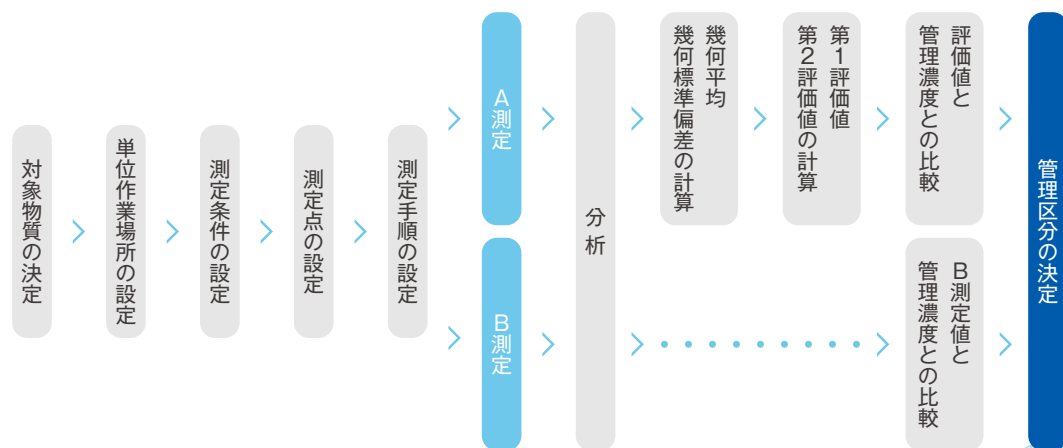 対象物質の決定
単位作業場所の設定
測定条件の設定
測定点の設定
測定手順の設定
A測定
B測定
分析
幾何平均
幾何標準偏差の計算
第1評価値
第2評価値の計算
評価値と
管理濃度との比較
B測定値と
管理濃度との比較
管理区分の決定